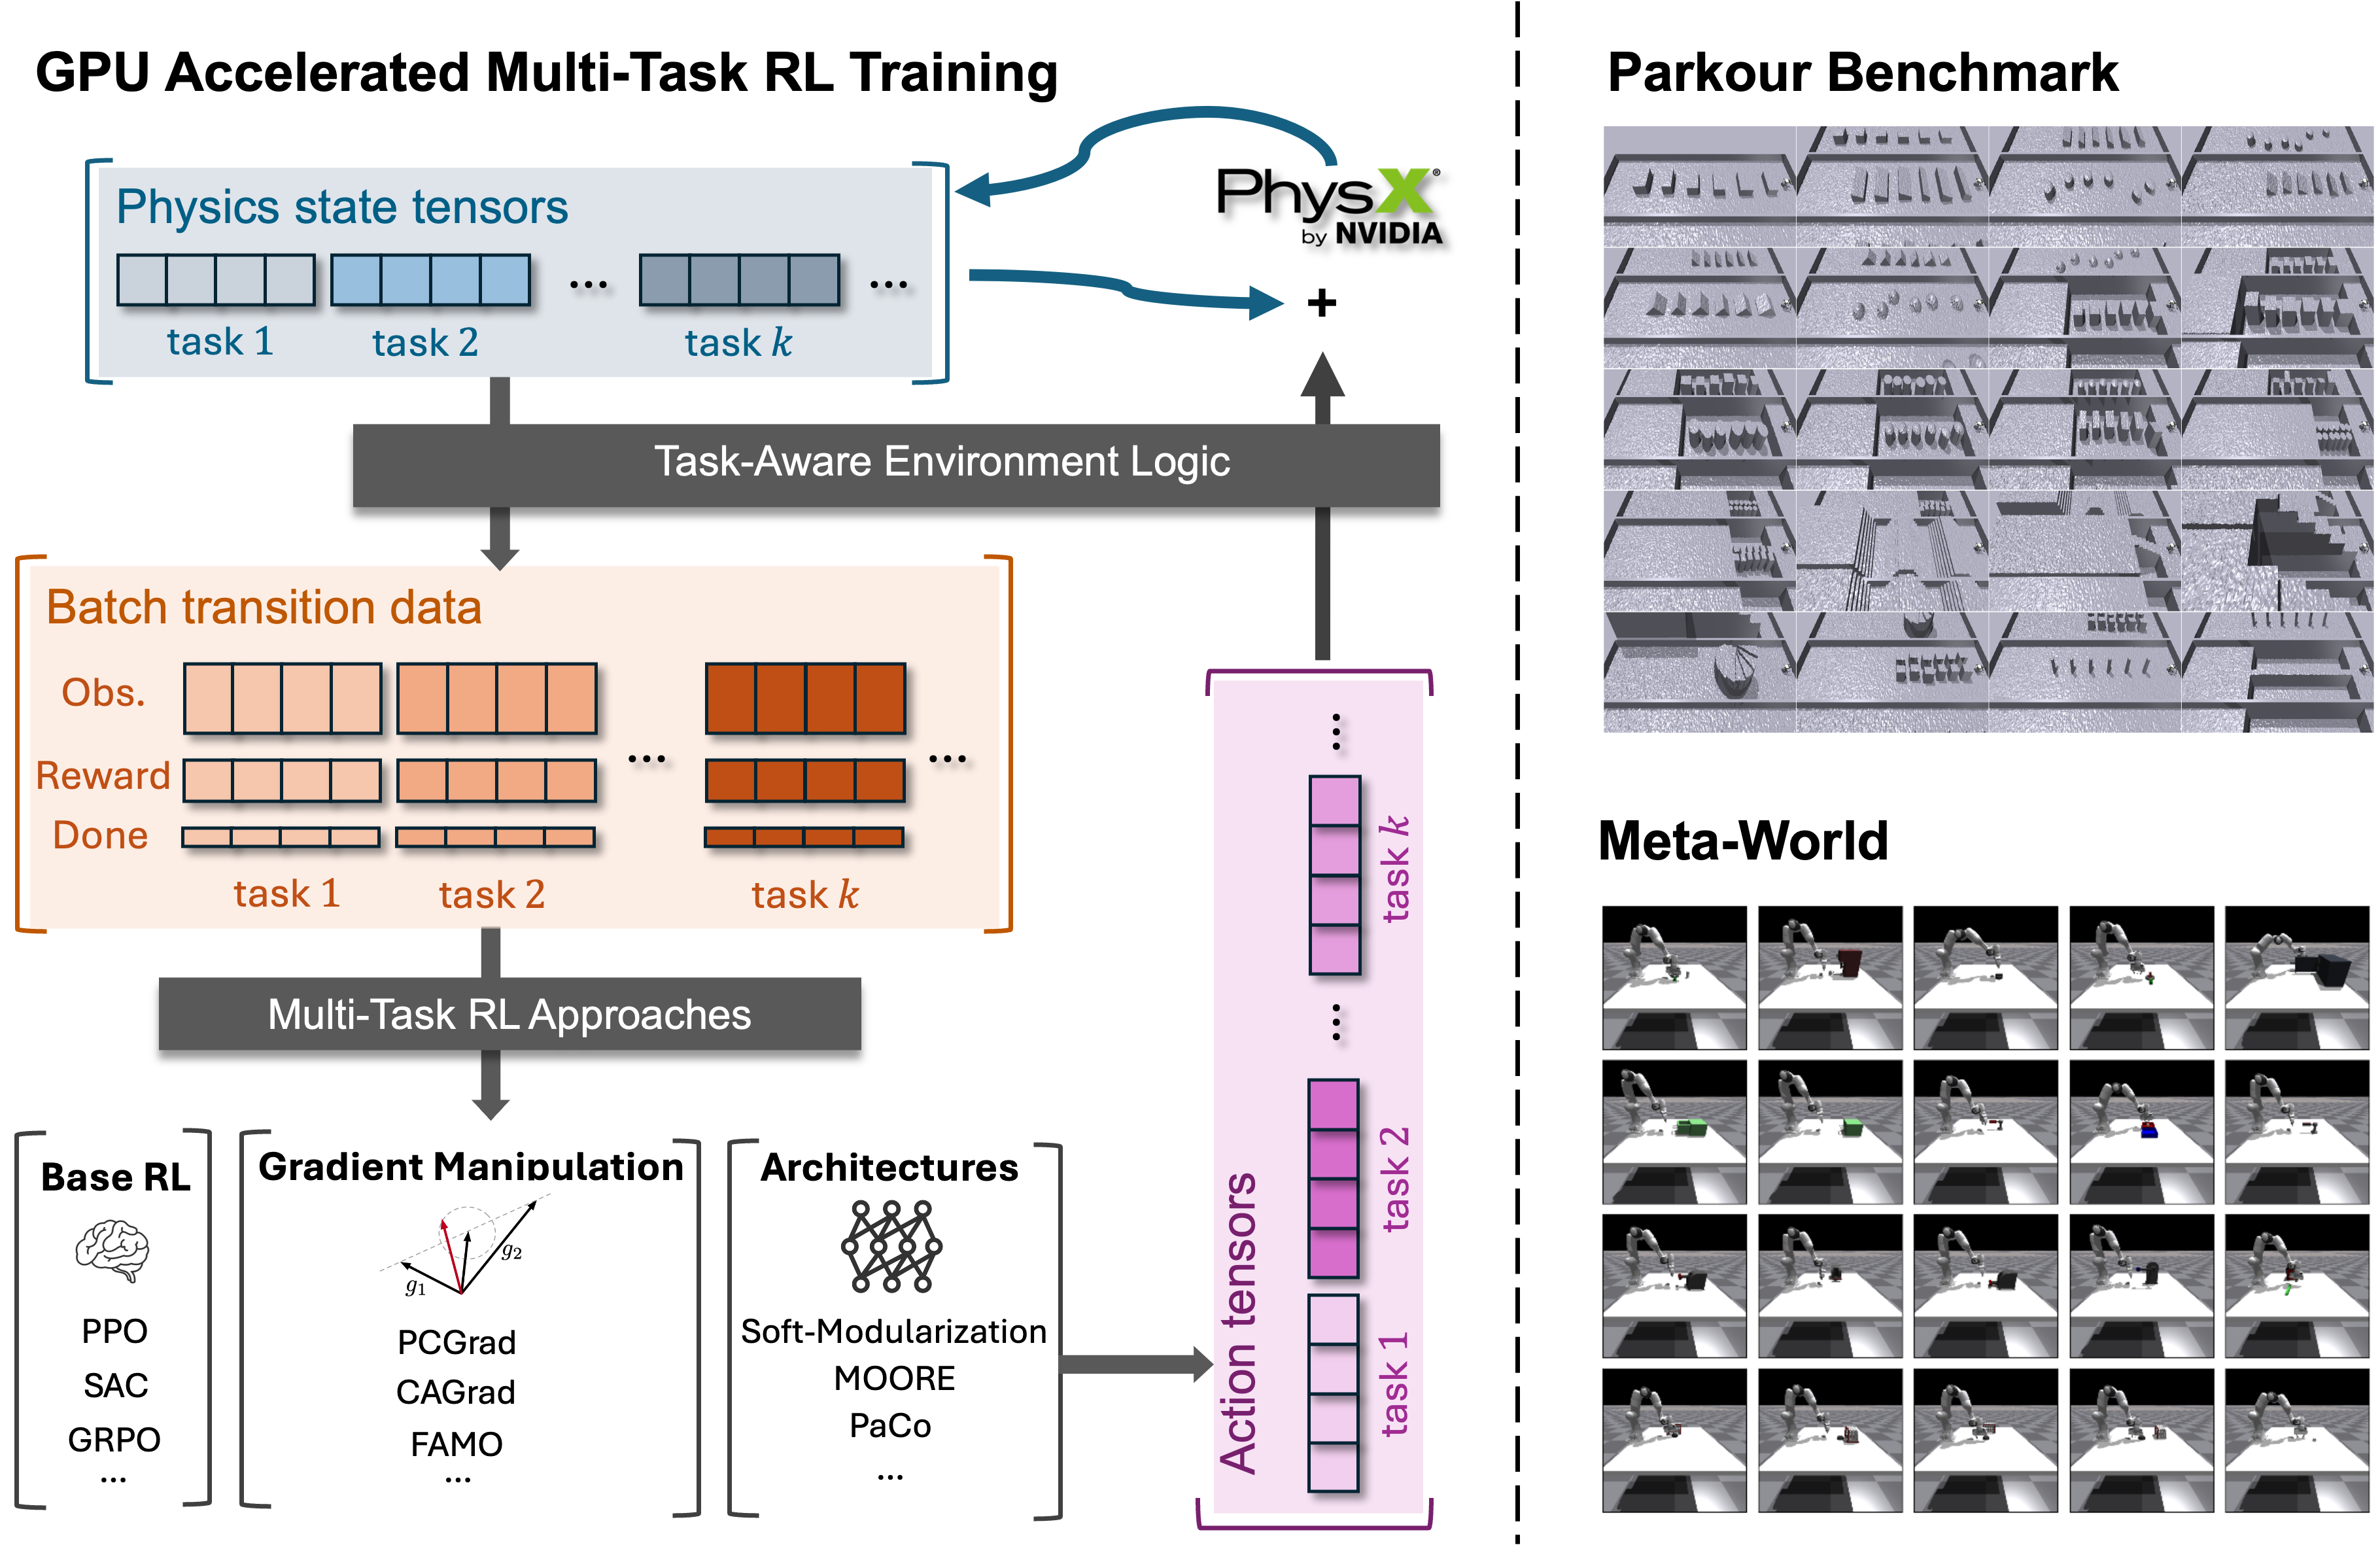 GPU Accelerated Multi-Task RL Training
Physics state tensors
task 1
task 2
...
task k
...
PhysX®
by NVIDIA
+
Task-Aware Environment Logic
Batch transition data
Obs.
Reward
Done
...
...
task 1
task 2
task k
Multi-Task RL Approaches
Base RL
PPO
SAC
GRPO
...
Gradient Manipulation
g1
g2
PCGrad
CAGrad
FAMO
...
Architectures
Soft-Modularization
MOORE
PaCo
...
Action tensors
task 1
task 2
...
task k
...
Parkour Benchmark
Meta-World